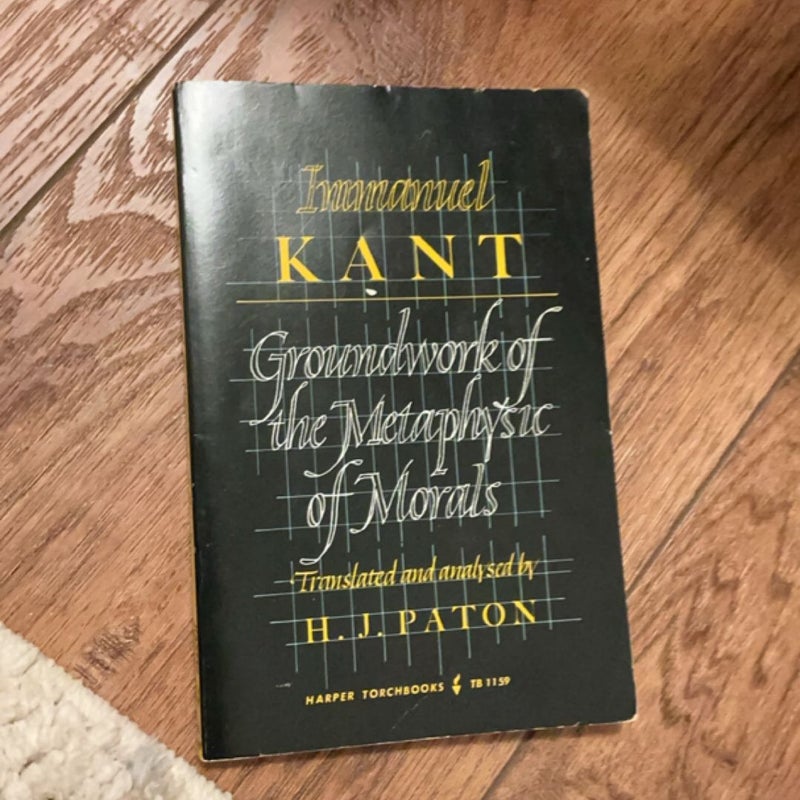 Immanuel
KANT
Groundwork of
the Metaphysic
of Morals
Translated and analysed by
H. J. PATON
HARPER TORCHBOOKS TB 1159